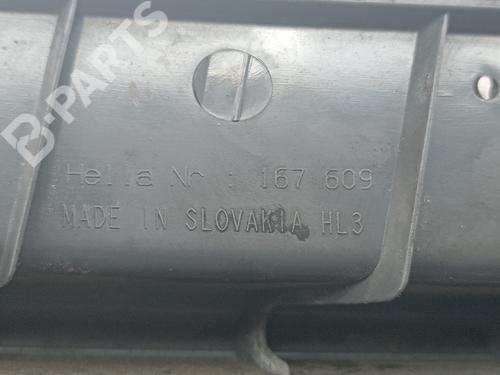 B-PARTS
Hella Nr : 167 609
MADE IN SLOVAKIA HL3